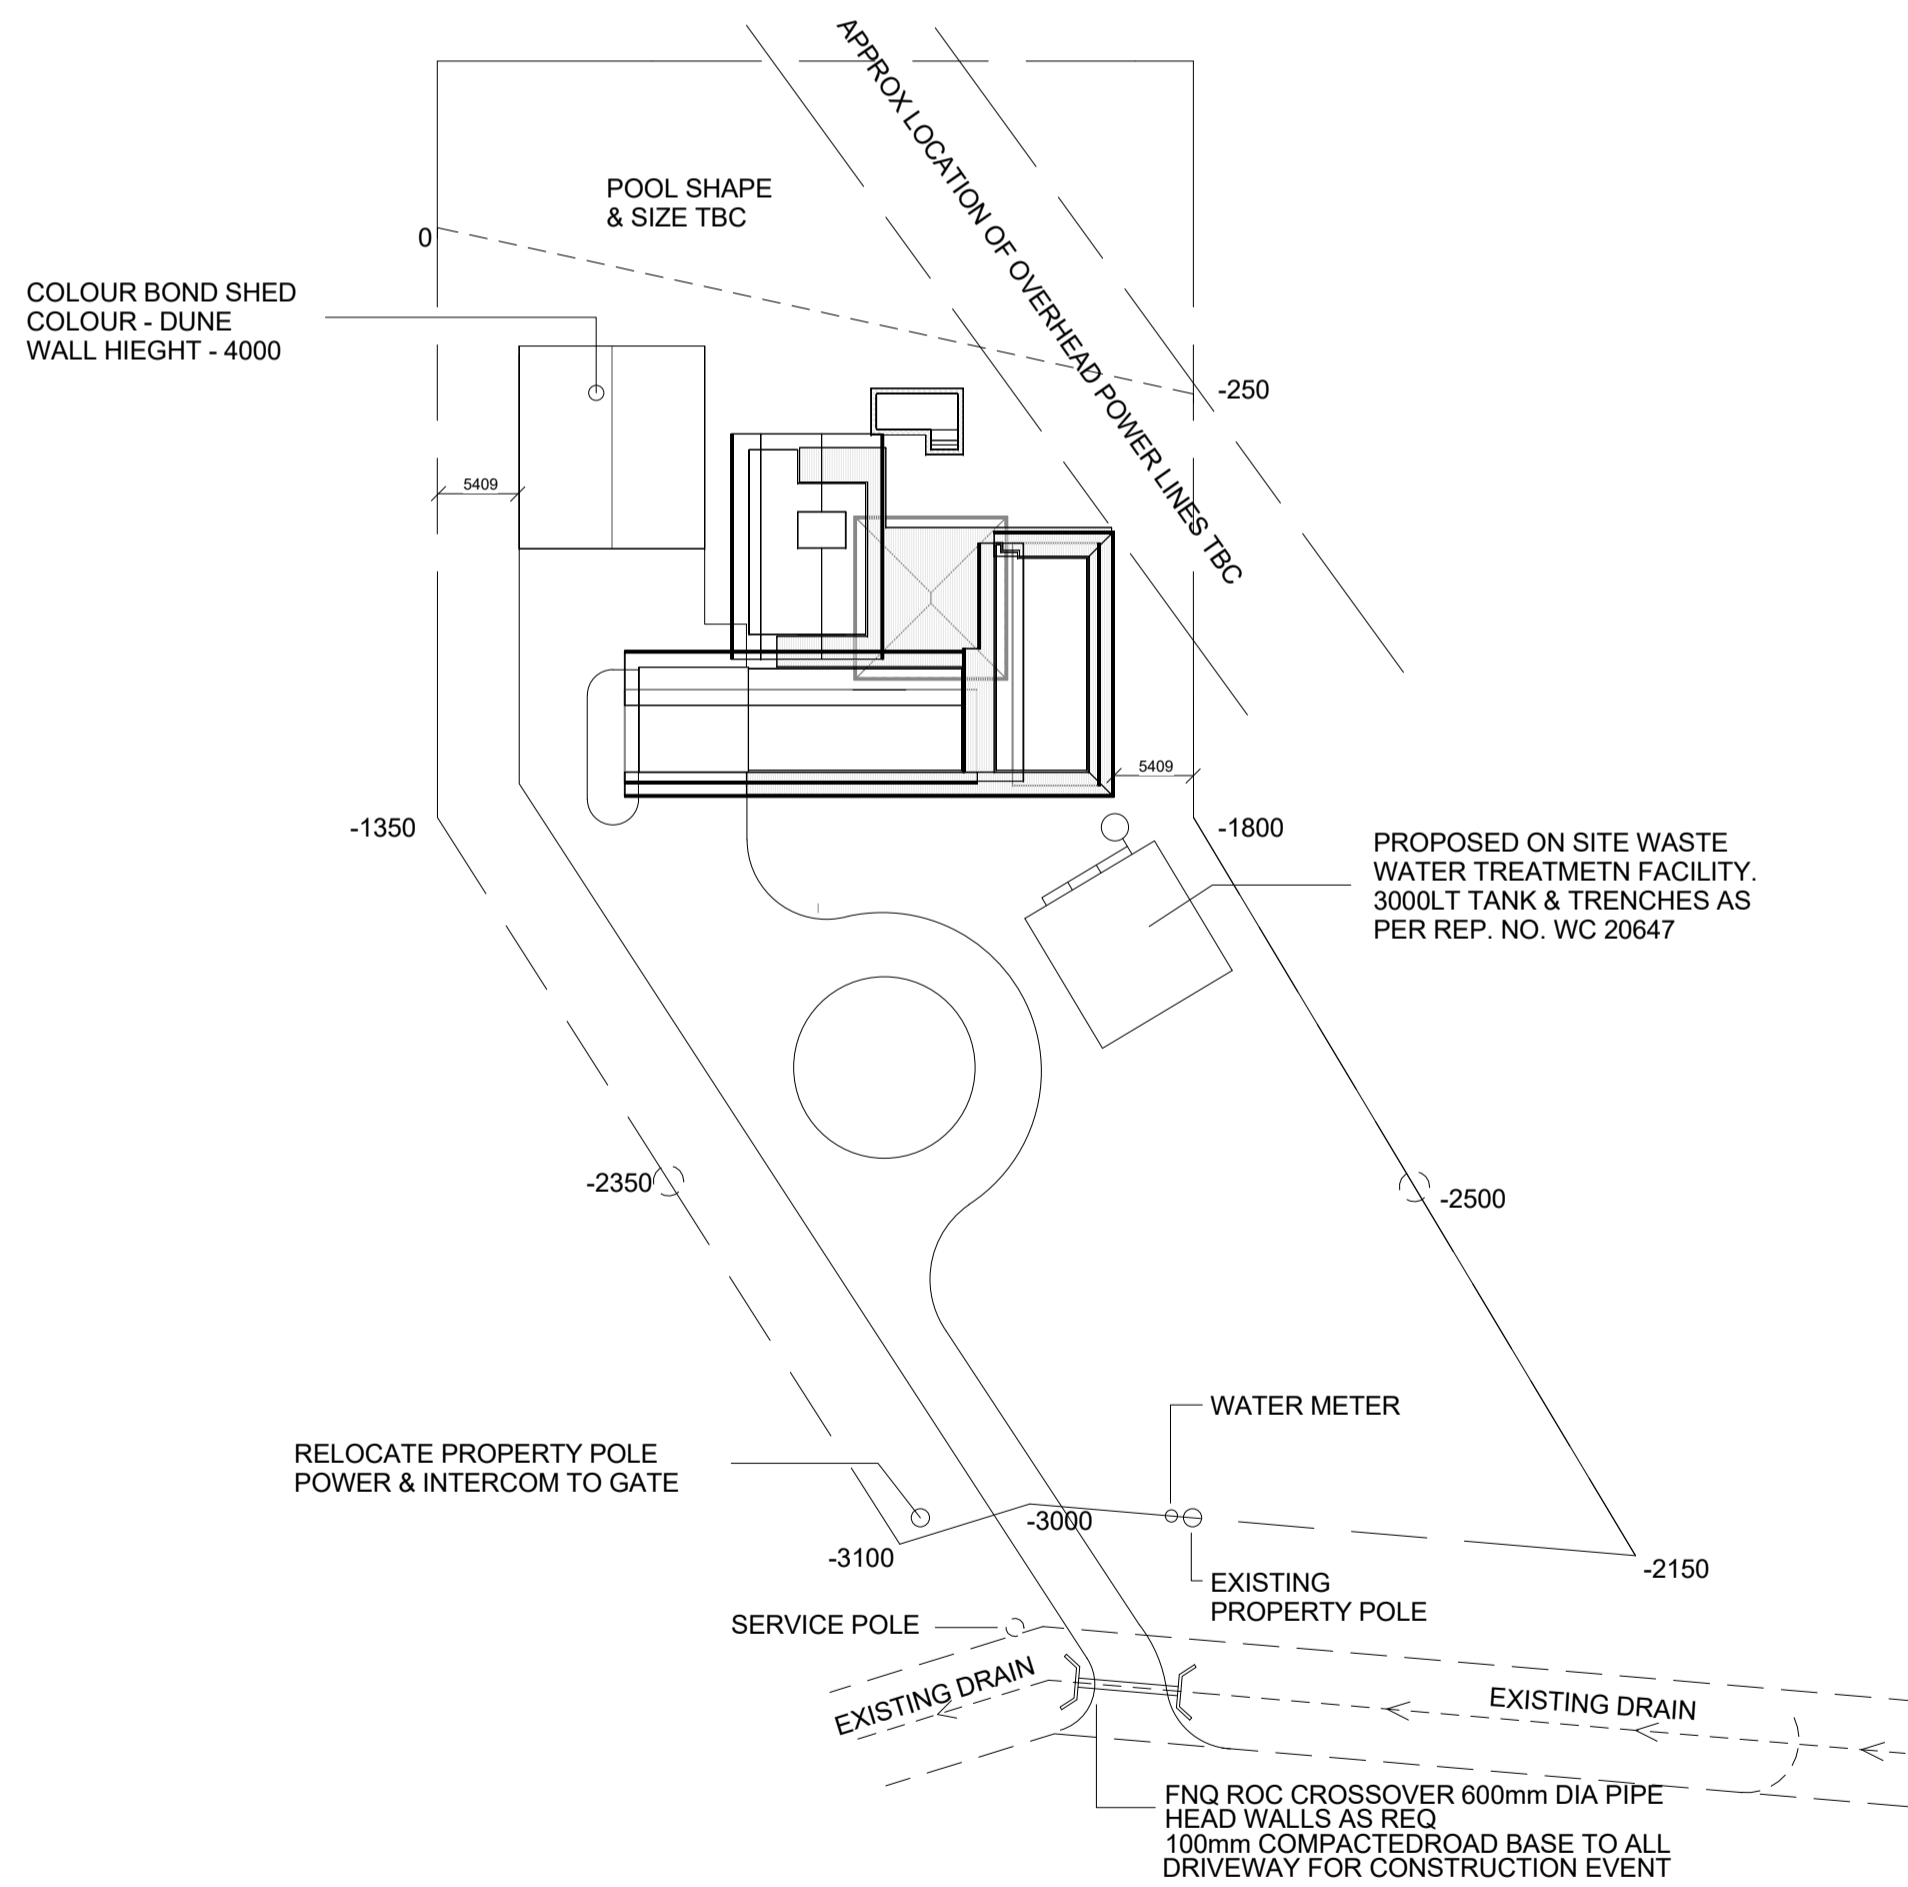 APPROX LOCATION OF OVERHEAD POWER LINES TBC
POOL SHAPE
& SIZE TBC
0
COLOUR BOND SHED
COLOUR - DUNE
WALL HIEGHT - 4000
-250
5409
5409
-1350
-1800
PROPOSED ON SITE WASTE
WATER TREATMETN FACILITY.
3000LT TANK & TRENCHES AS
PER REP. NO. WC 20647
-2350
-2500
WATER METER
RELOCATE PROPERTY POLE
POWER & INTERCOM TO GATE
-3000
-3100
-2150
EXISTING
PROPERTY POLE
SERVICE POLE
EXISTING DRAIN
EXISTING DRAIN
FNQ ROC CROSSOVER 600mm DIA PIPE
HEAD WALLS AS REQ
100mm COMPACTEDROAD BASE TO ALL
DRIVEWAY FOR CONSTRUCTION EVENT